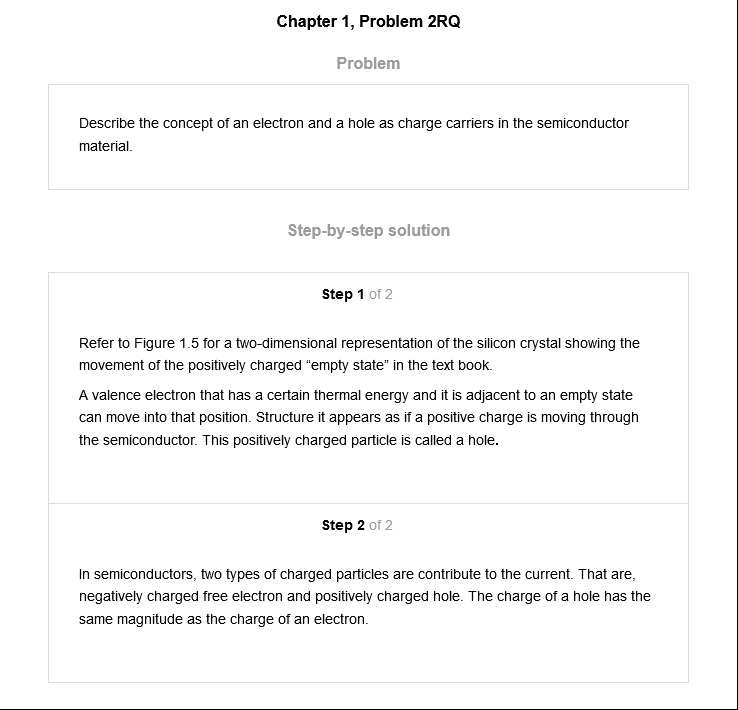 Chapter 1, Problem 2RQ
Problem
Describe the concept of an electron and a hole as charge carriers in the semiconductor
material.
Step-by-step solution
Step 1 of 2
Refer to Figure 1.5 for a two-dimensional representation of the silicon crystal showing the
movement of the positively charged “empty state” in the text book.
A valence electron that has a certain thermal energy and it is adjacent to an empty state
can move into that position. Structure it appears as if a positive charge is moving through
the semiconductor. This positively charged particle is called a hole.
Step 2 of 2
In semiconductors, two types of charged particles are contribute to the current. That are,
negatively charged free electron and positively charged hole. The charge of a hole has the
same magnitude as the charge of an electron.